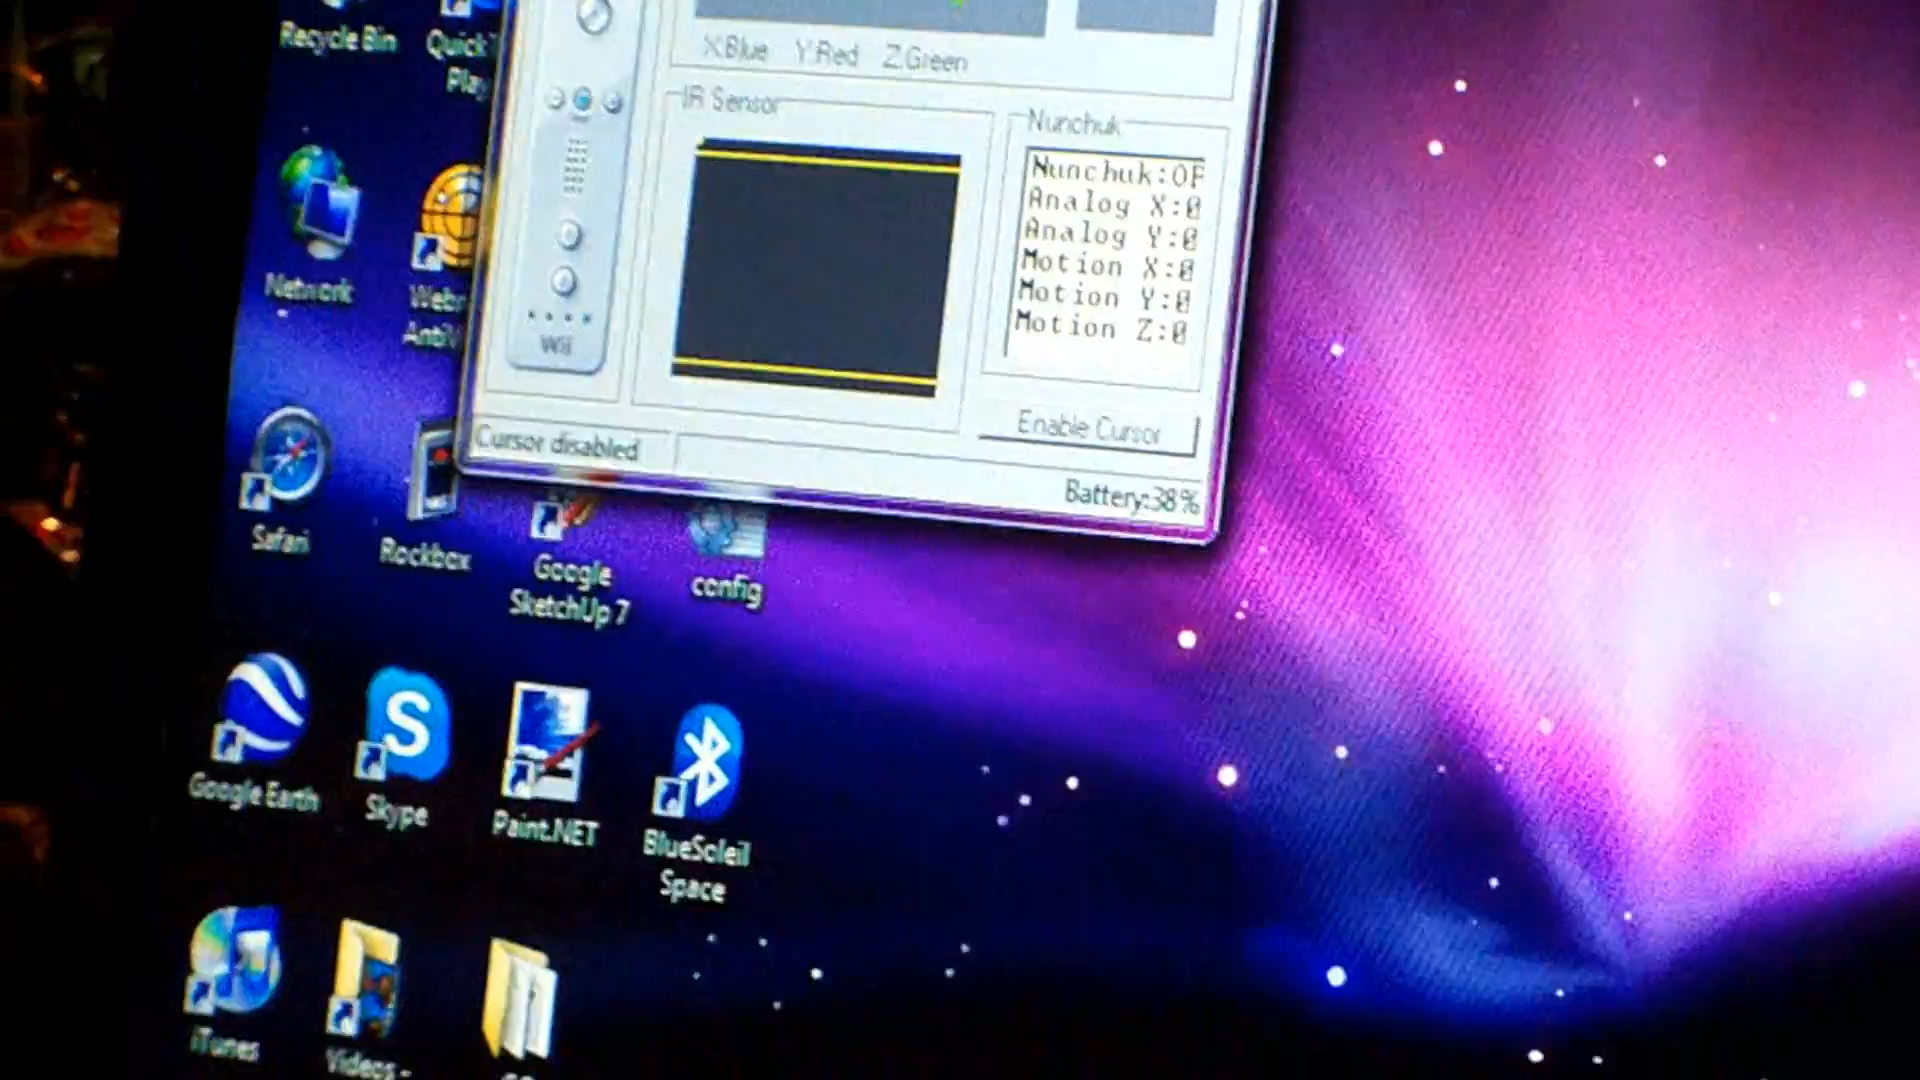 Recycle Bin
X:Blue Y:Red Z:Green
IR Sensor
Nunchuk
Nunchuk:OF
Analog X:0
Analog Y:0
Motion X:0
Motion Y:0
Motion Z:0
Wii
Enable Cursor
Cursor disabled
Battery:38%
Network
Safari
Rockbox
Google
SketchUp 7
config
S
Google Earth
Skype
Paint.NET
BlueSoleil
Space
iTunes
Videos -